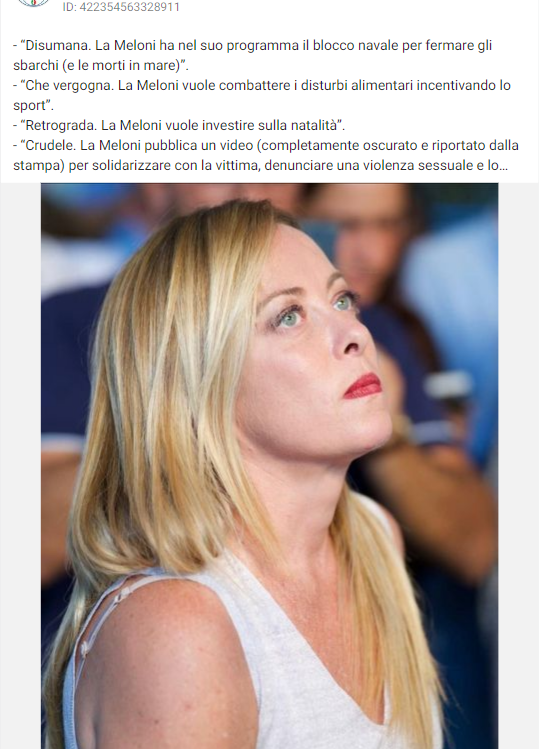 ID: 422354563328911
- “Disumana. La Meloni ha nel suo programma il blocco navale per fermare gli
sbarchi (e le morti in mare)”.
- “Che vergogna. La Meloni vuole combattere i disturbi alimentari incentivando lo
sport”.
- “Retrograda. La Meloni vuole investire sulla natalità”.
- “Crudele. La Meloni pubblica un video (completamente oscurato e riportato dalla
stampa) per solidarizzare con la vittima, denunciare una violenza sessuale e lo...